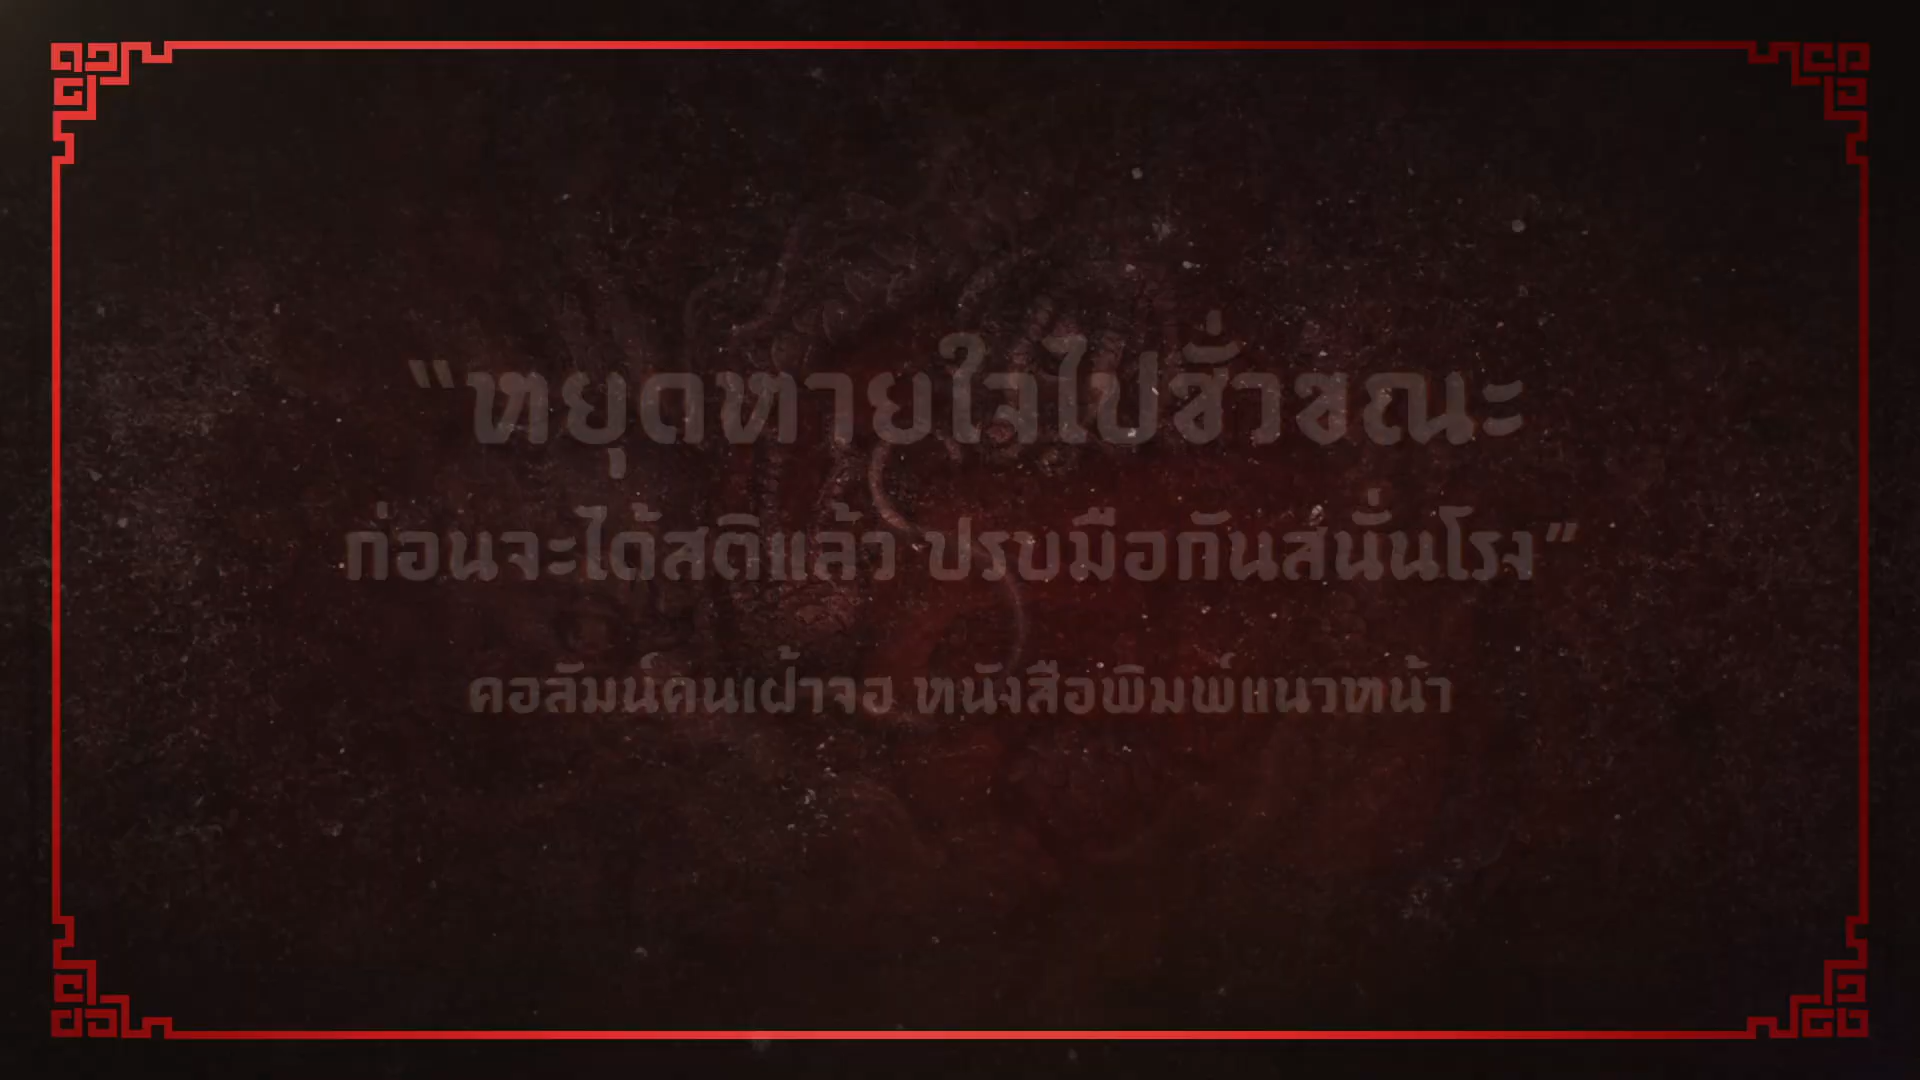 “หยุดหายใจไปชั่วขณะ
ก่อนจะได้สติแล้ว ปรบมือกันสนั่นโรง”
คอลัมน์คนเฝ้าจอ หนังสือพิมพ์แนวหน้า